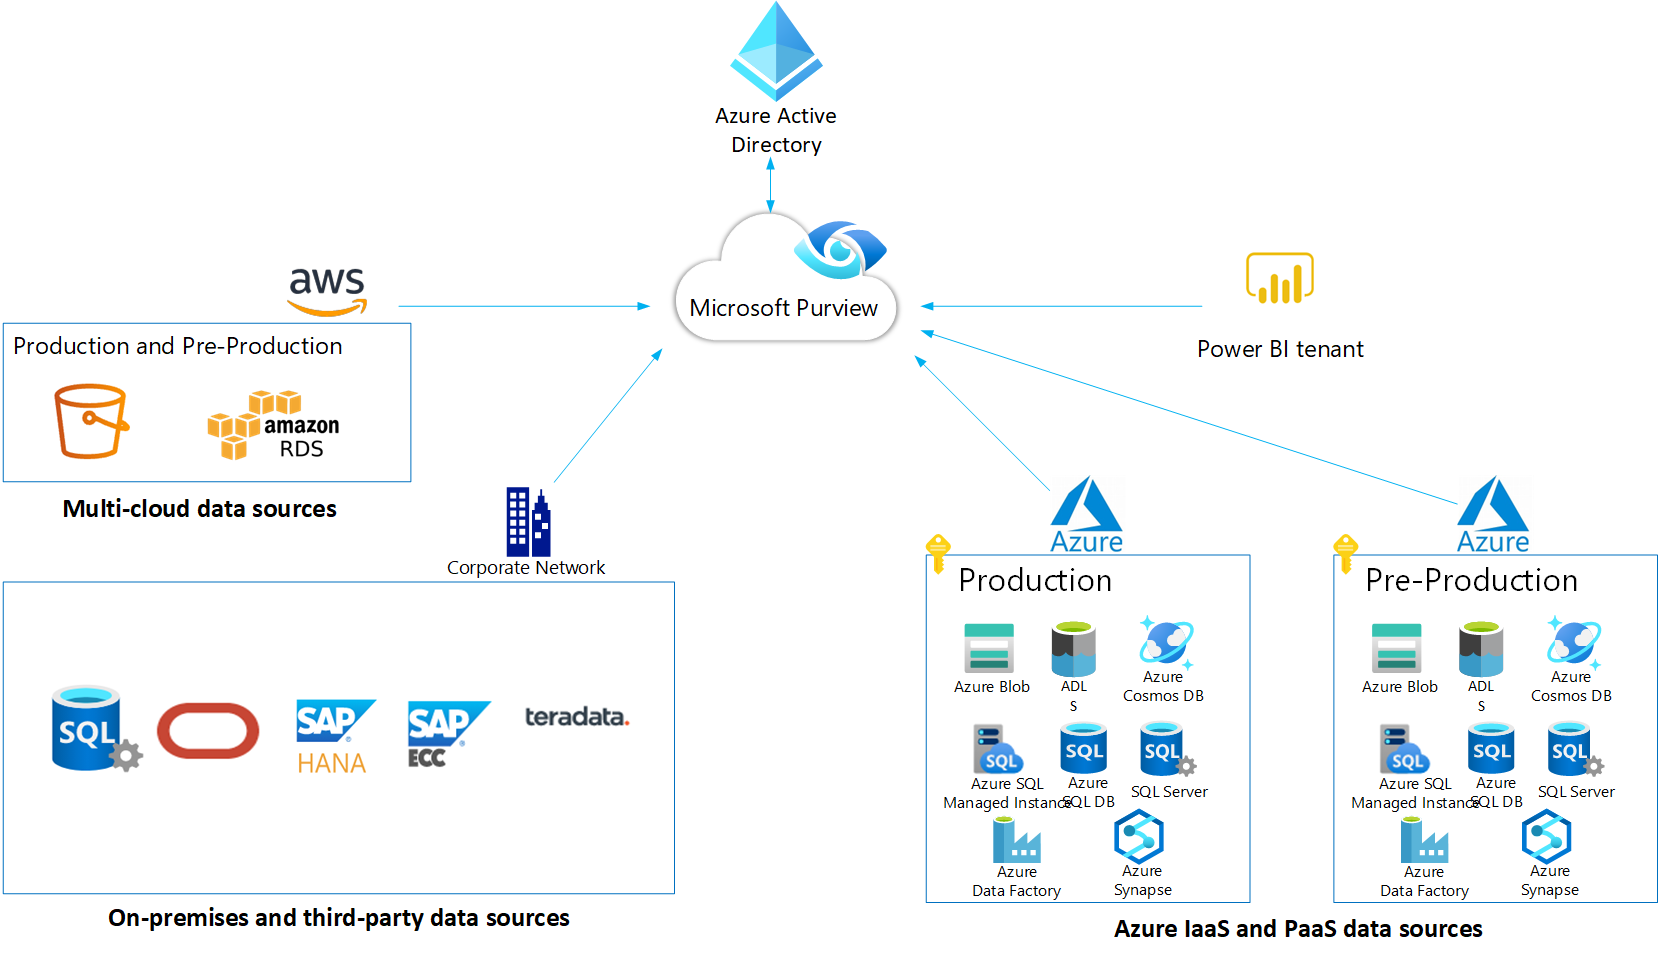 Azure Active
Directory
Microsoft Purview
aws
Production and Pre-Production
amazon
RDS
Multi-cloud data sources
Power BI tenant
Corporate Network
SQL
SAP
HANA
SAP
ECC
teradata.
On-premises and third-party data sources
Azure
Production
Azure Blob
ADL
S
Azure
Cosmos DB
SQL
Azure SQL
Managed Instance
SQL
Azure
SQL DB
SQL
SQL Server
Azure
Data Factory
Azure
Synapse
Azure
Pre-Production
Azure Blob
ADL
S
Azure
Cosmos DB
SQL
Azure SQL
Managed Instance
SQL
Azure
SQL DB
SQL
SQL Server
Azure
Data Factory
Azure
Synapse
Azure IaaS and PaaS data sources